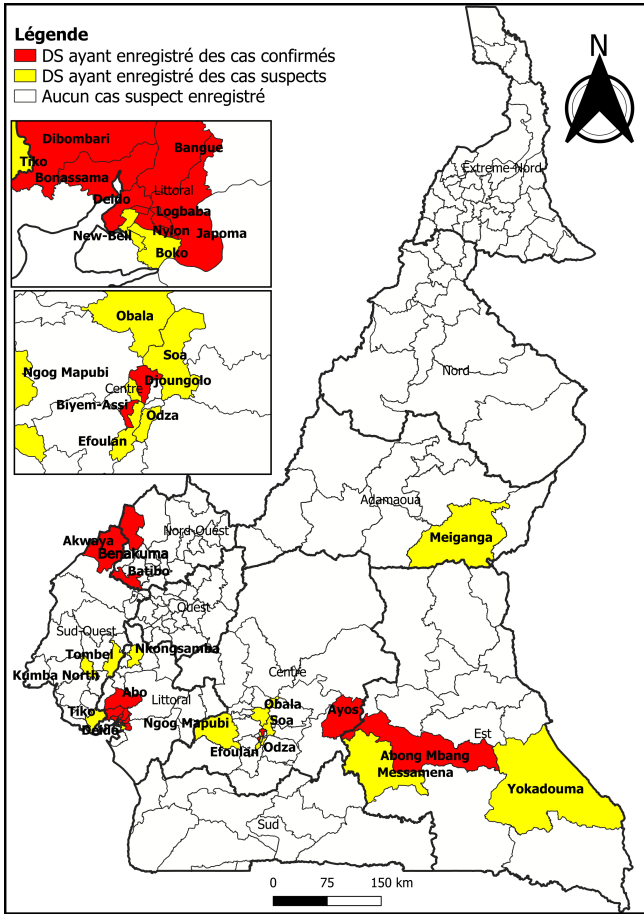 Légende
DS ayant enregistré des cas confirmés
DS ayant enregistré des cas suspects
Aucun cas suspect enregistré
N
Dibombari
Bangue
Tiko
Bonassama
Littoral
Deido
Logbaba
New-Bell
Nylon
Japoma
Boko
Obala
Soa
Ngog Mapubi
Djoungolo
Centre
Biyem-Assi
Odza
Efoulan
Extreme-Nord
Nord
Adamaoua
Meiganga
Akwaya
Nord-Ouest
Benakuma
Batibo
Ouest
Sud-Ouest
Tombel
Nkongsamba
Kumba North
Centre
Abo
Littoral
Obala
Tiko
Ngog Mapubi
Soa
Ayos
Deido
Efoulan
Odza
Est
Abong Mbang
Messamena
Yokadouma
Sud
0 75 150 km